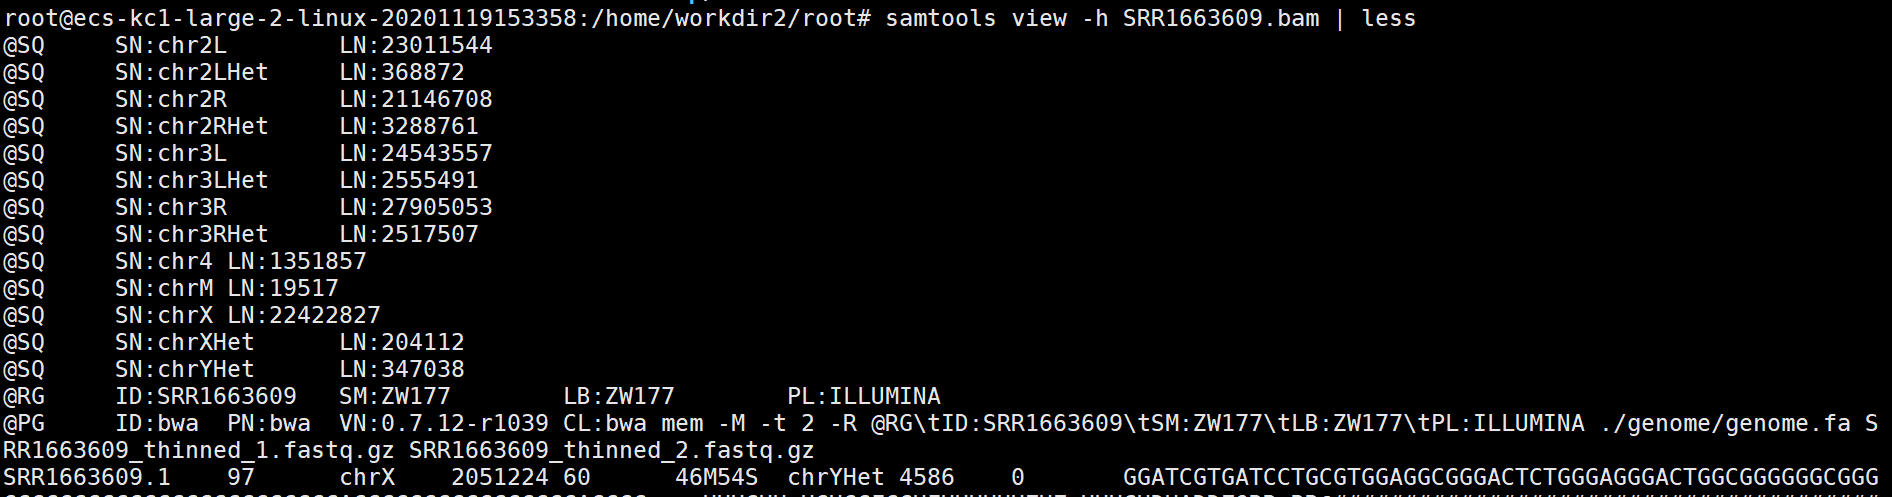 root@ecs-kc1-large-2-linux-20201119153358:/home/workdir2/root# samtools view -h SRR1663609.bam | less
@SQ SN:chr2L LN:23011544
@SQ SN:chr2LHet LN:368872
@SQ SN:chr2R LN:21146708
@SQ SN:chr2RHet LN:3288761
@SQ SN:chr3L LN:24543557
@SQ SN:chr3LHet LN:2555491
@SQ SN:chr3R LN:27905053
@SQ SN:chr3RHet LN:2517507
@SQ SN:chr4 LN:1351857
@SQ SN:chrM LN:19517
@SQ SN:chrX LN:22422827
@SQ SN:chrXHet LN:204112
@SQ SN:chrYHet LN:347038
@RG ID:SRR1663609 SM:ZW177 LB:ZW177 PL:ILLUMINA
@PG ID:bwa PN:bwa VN:0.7.12-r1039 CL:bwa mem -M -t 2 -R @RG\tID:SRR1663609\tSM:ZW177\tLB:ZW177\tPL:ILLUMINA ./genome/genome.fa S
RR1663609_thinned_1.fastq.gz SRR1663609_thinned_2.fastq.gz
SRR1663609.1 97 chrX 2051224 60 46M54S chrYHet 4586 0 GGATCGTGATCCTGCGTGGAGGCGGGACTCTGGGAGGGACTGGCGGGGGGCGGG